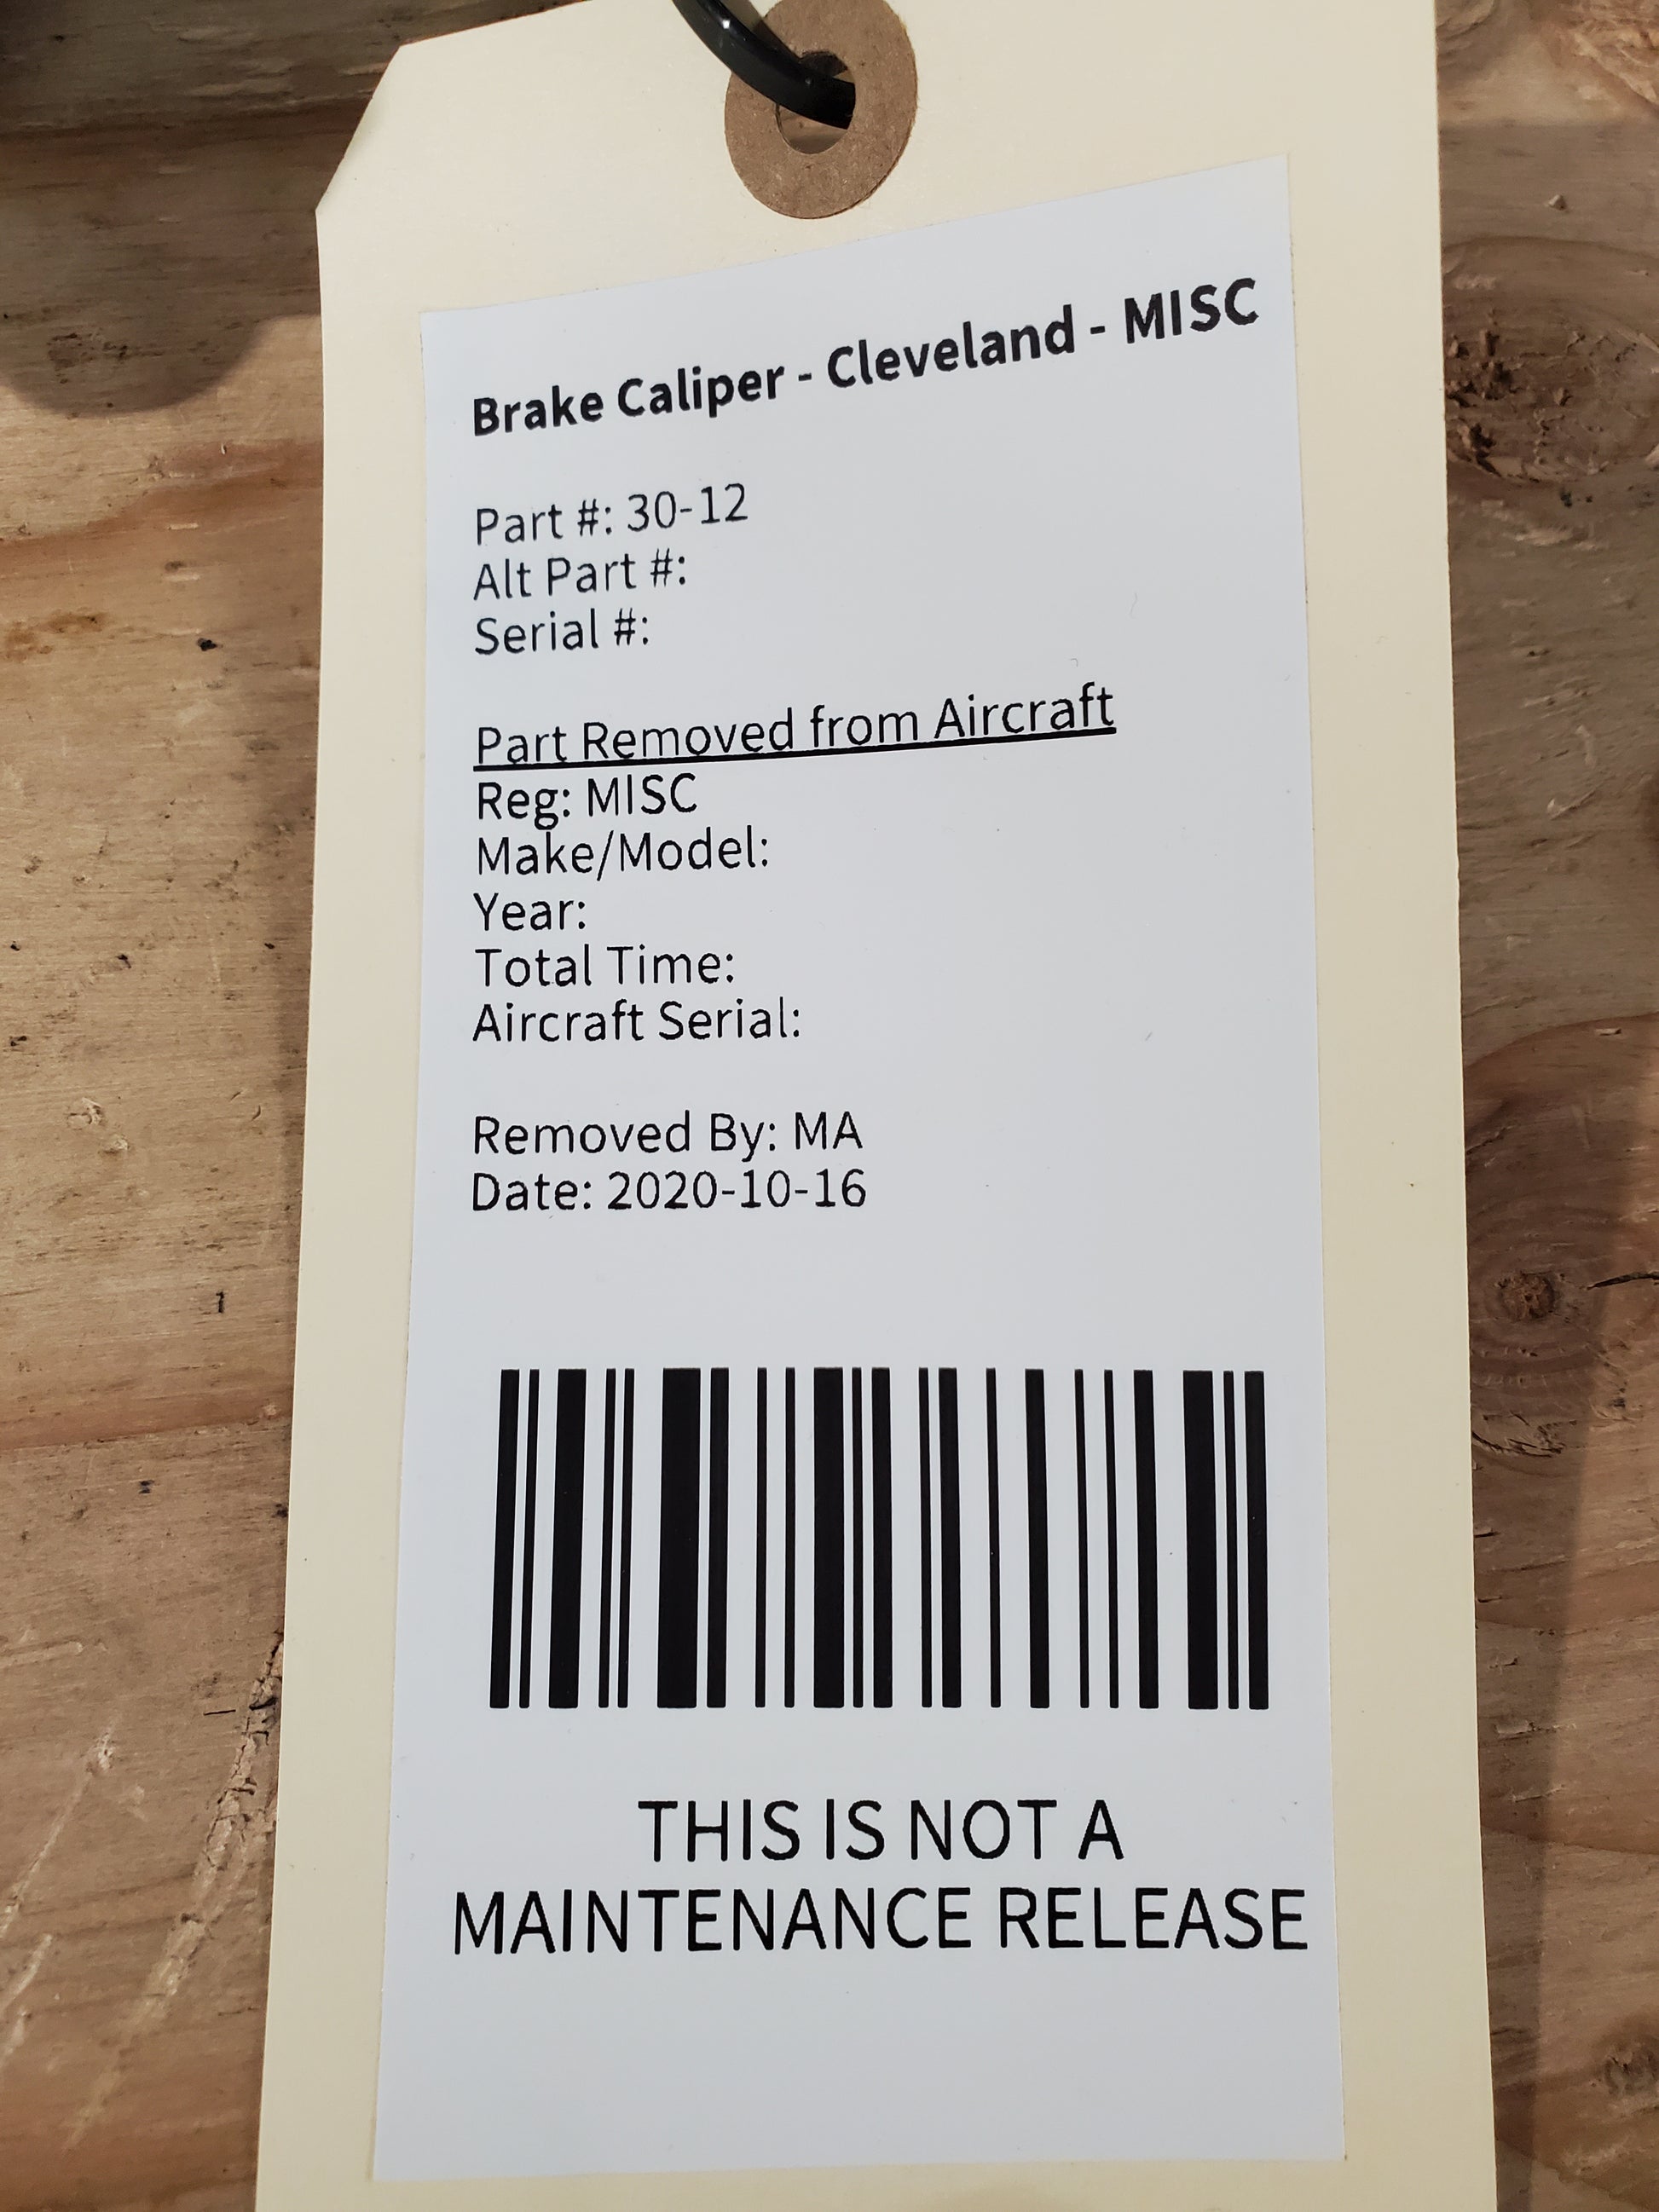 Brake Caliper - Cleveland - MISC
Part #: 30-12
Alt Part #:
Serial #:
Part Removed from Aircraft
Reg: MISC
Make/Model:
Year:
Total Time:
Aircraft Serial:
Removed By: MA
Date: 2020-10-16
THIS IS NOT A
MAINTENANCE RELEASE